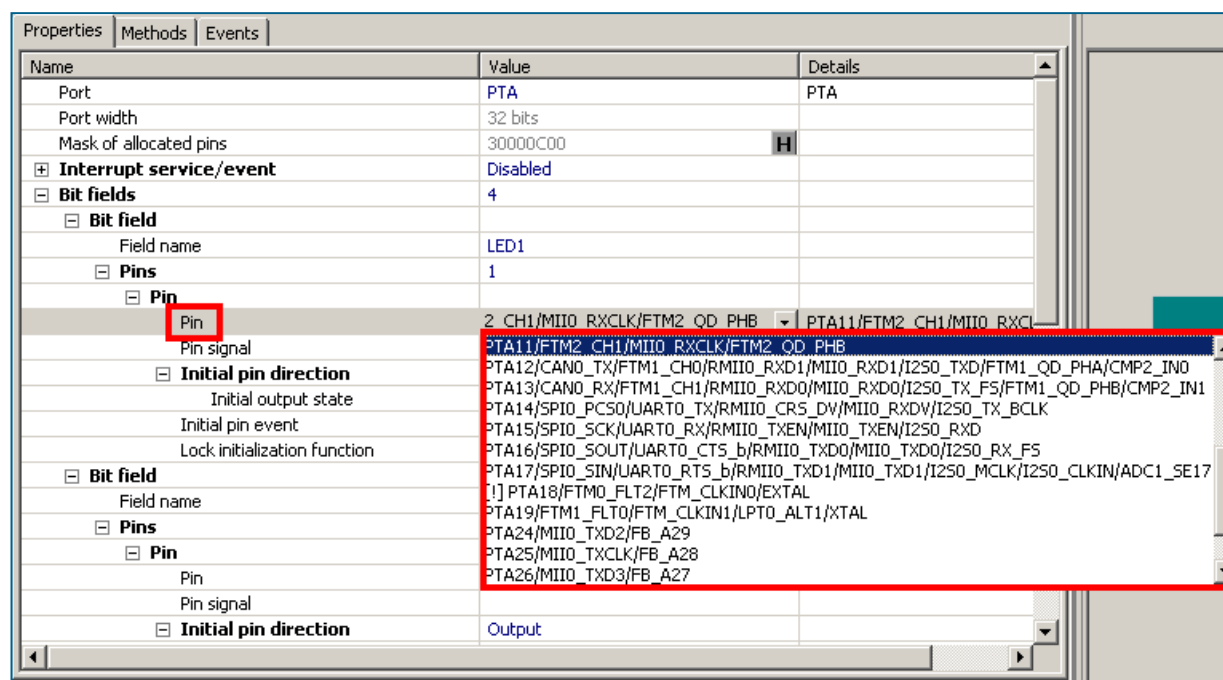 Properties Methods Events
Name Value Details
Port PTA PTA
Port width 32 bits
Mask of allocated pins 30000C00 H
Interrupt service/event Disabled
Bit fields 4
Bit field
Field name LED1
Pins 1
Pin
Pin 2_CH1/MII0_RXCLK/FTM2_QD_PHB PTA11/FTM2_CH1/MII0_RXCL
Pin signal PTA11/FTM2_CH1/MII0_RXCLK/FTM2_QD_PHB
PTA12/CAN0_TX/FTM1_CH0/RMII0_RXD1/MII0_RXD1/I2S0_TXD/FTM1_QD_PHA/CMP2_IN0
Initial pin direction PTA13/CAN0_RX/FTM1_CH1/RMII0_RXD0/MII0_RXD0/I2S0_TX_FS/FTM1_QD_PHB/CMP2_IN1
Initial output state PTA14/SPI0_PCS0/UART0_TX/RMII0_CRS_DV/MII0_RXDV/I2S0_TX_BCLK
Initial pin event PTA15/SPI0_SCK/UART0_RX/RMII0_TXEN/MII0_TXEN/I2S0_RXD
Lock initialization function PTA16/SPI0_SOUT/UART0_CTS_b/RMII0_TXD0/MII0_TXD0/I2S0_RX_FS
Bit field PTA17/SPI0_SIN/UART0_RTS_b/RMII0_TXD1/MII0_TXD1/I2S0_MCLK/I2S0_CLKIN/ADC1_SE17
Field name [!] PTA18/FTM0_FLT2/FTM_CLKIN0/EXTAL
PTA19/FTM1_FLT0/FTM_CLKIN1/LPT0_ALT1/XTAL
Pins PTA24/MII0_TXD2/FB_A29
Pin PTA25/MII0_TXCLK/FB_A28
Pin PTA26/MII0_TXD3/FB_A27
Pin signal
Initial pin direction Output